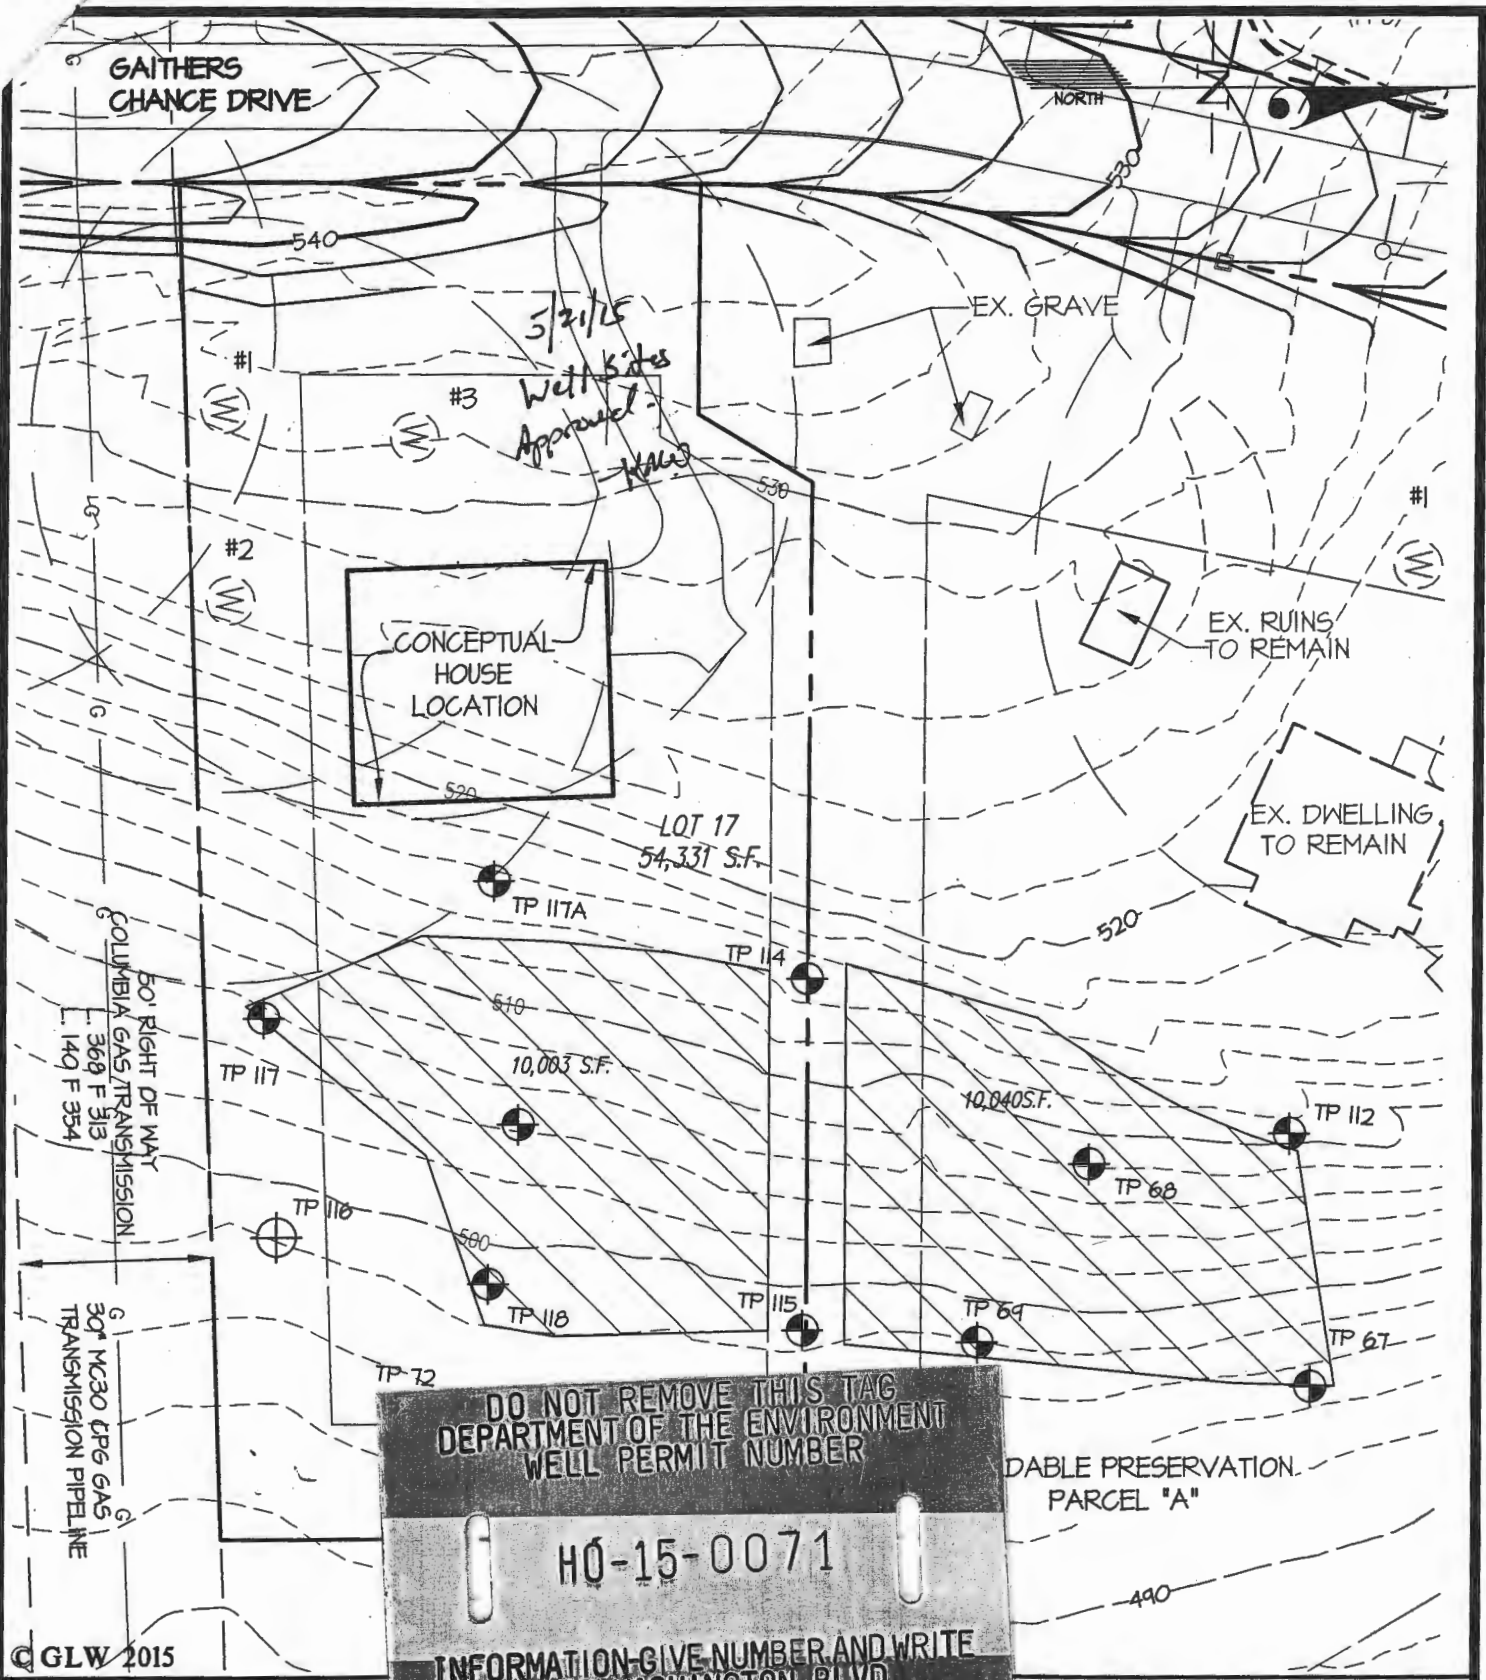 GAITHERS
CHANCE DRIVE
NORTH
530
540
EX. GRAVE
5/21/15
Well Sites
Approved -
#1
W
#3
W
530
#1
W
#2
W
CONCEPTUAL
HOUSE
LOCATION
EX. RUINS
TO REMAIN
520
LOT 17
54,331 S.F.
EX. DWELLING
TO REMAIN
TP 117A
520
TP 114
510
TP 117
10,003 S.F.
10,040 S.F.
TP 112
TP 68
50' RIGHT OF WAY
COLUMBIA GAS TRANSMISSION
L. 368 F 313
L. 140 F 354
TP 116
500
TP 118
TP 115
TP 69
TP 67
30" MC30 CPG GAS
TRANSMISSION PIPELINE
G
G
G
G
G
G
TP-72
DO NOT REMOVE THIS TAG
DEPARTMENT OF THE ENVIRONMENT
WELL PERMIT NUMBER
HO-15-0071
INFORMATION-GIVE NUMBER AND WRITE
DABLE PRESERVATION
PARCEL "A"
490
© GLW 2015